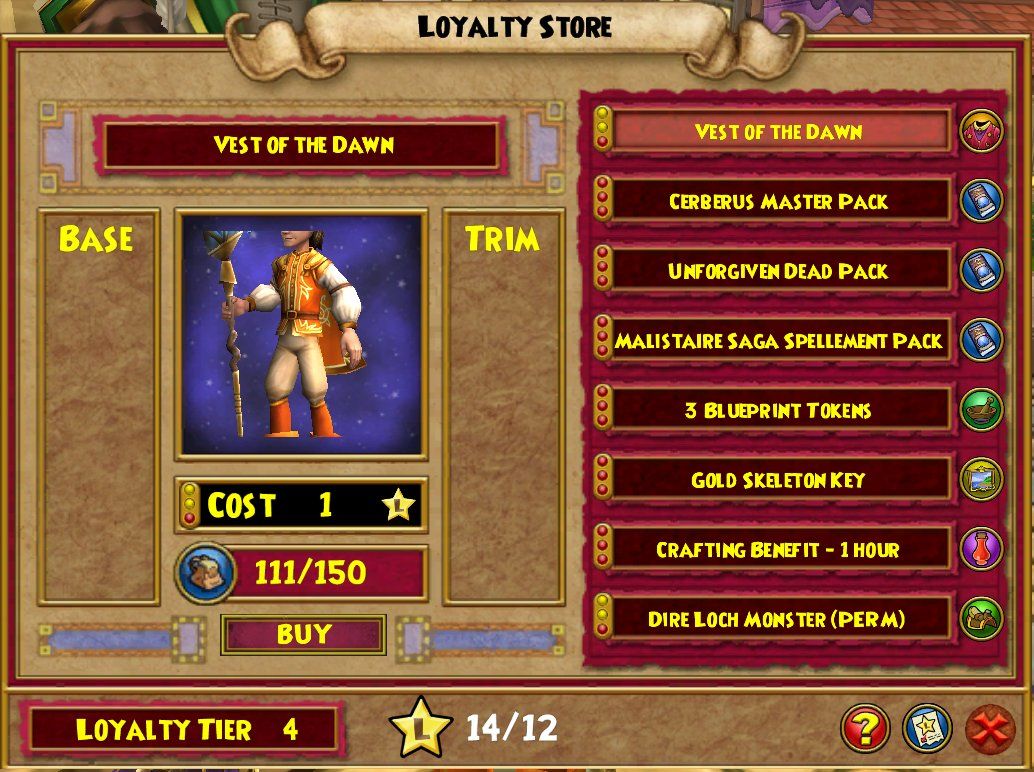 LOYALTY STORE
VEST OF THE DAWN
BASE
TRIM
COST 1 L
111/150
BUY
VEST OF THE DAWN
CERBERUS MASTER PACK
UNFORGIVEN DEAD PACK
MALISTAIRE SAGA SPELLEMENT PACK
3 BLUEPRINT TOKENS
GOLD SKELETON KEY
CRAFTING BENEFIT - 1 HOUR
DIRE LOCH MONSTER (PERM)
LOYALTY TIER 4
L 14/12
?